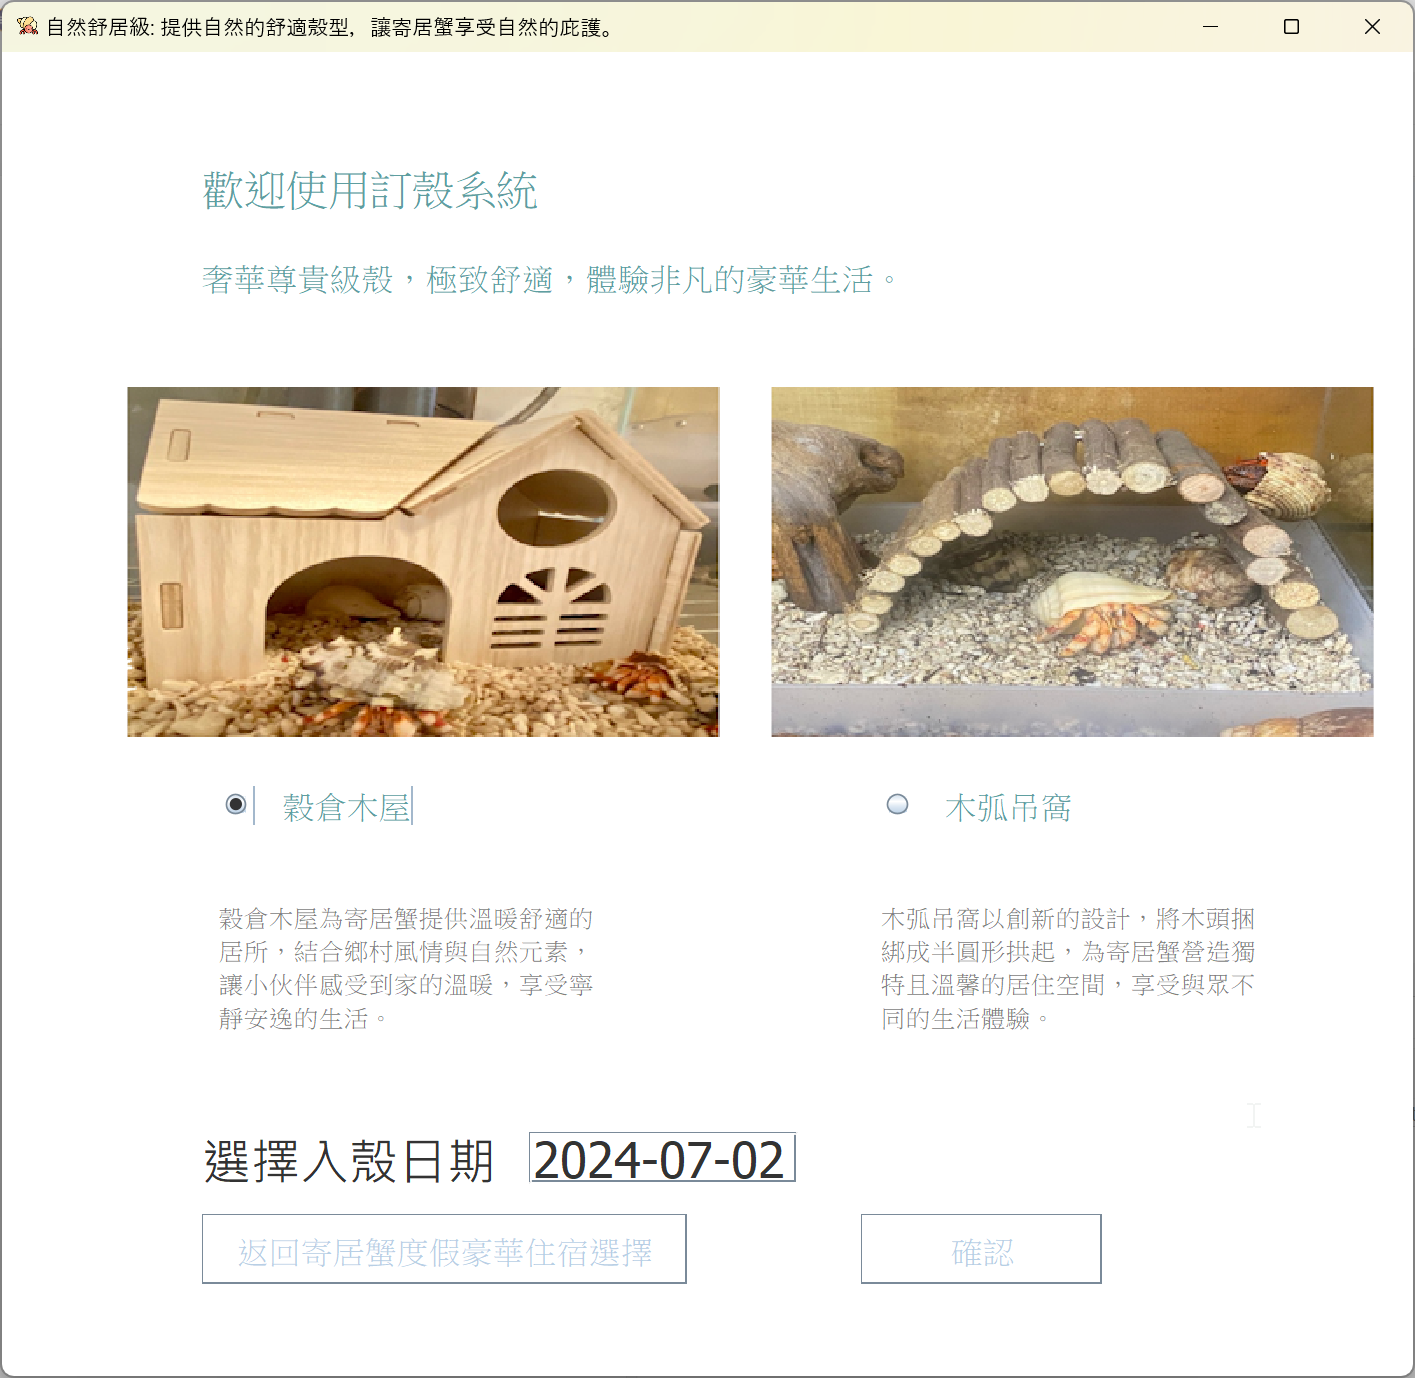 自然舒居級: 提供自然的舒適殼型，讓寄居蟹享受自然的庇護。
歡迎使用訂殼系統
奢華尊貴級殼，極致舒適，體驗非凡的豪華生活。
穀倉木屋
木弧吊窩
穀倉木屋為寄居蟹提供溫暖舒適的
居所，結合鄉村風情與自然元素，
讓小伙伴感受到家的溫暖，享受寧
靜安逸的生活。
木弧吊窩以創新的設計，將木頭捆
綁成半圓形拱起，為寄居蟹營造獨
特且溫馨的居住空間，享受與眾不
同的生活體驗。
選擇入殼日期 2024-07-02
返回寄居蟹度假豪華住宿選擇
確認